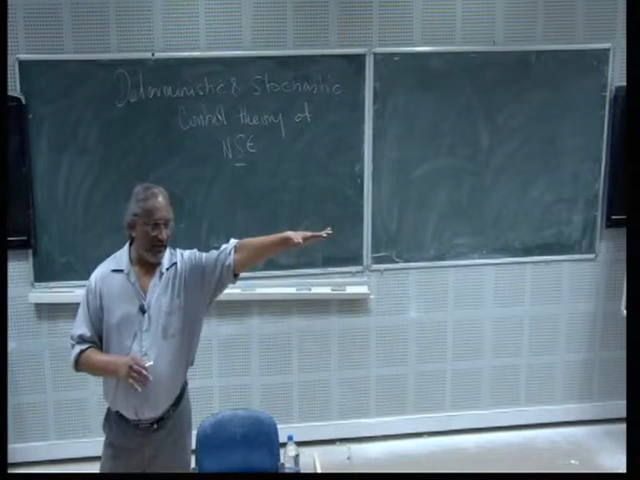 Deterministic & Stochastic
Control theory of
NSE